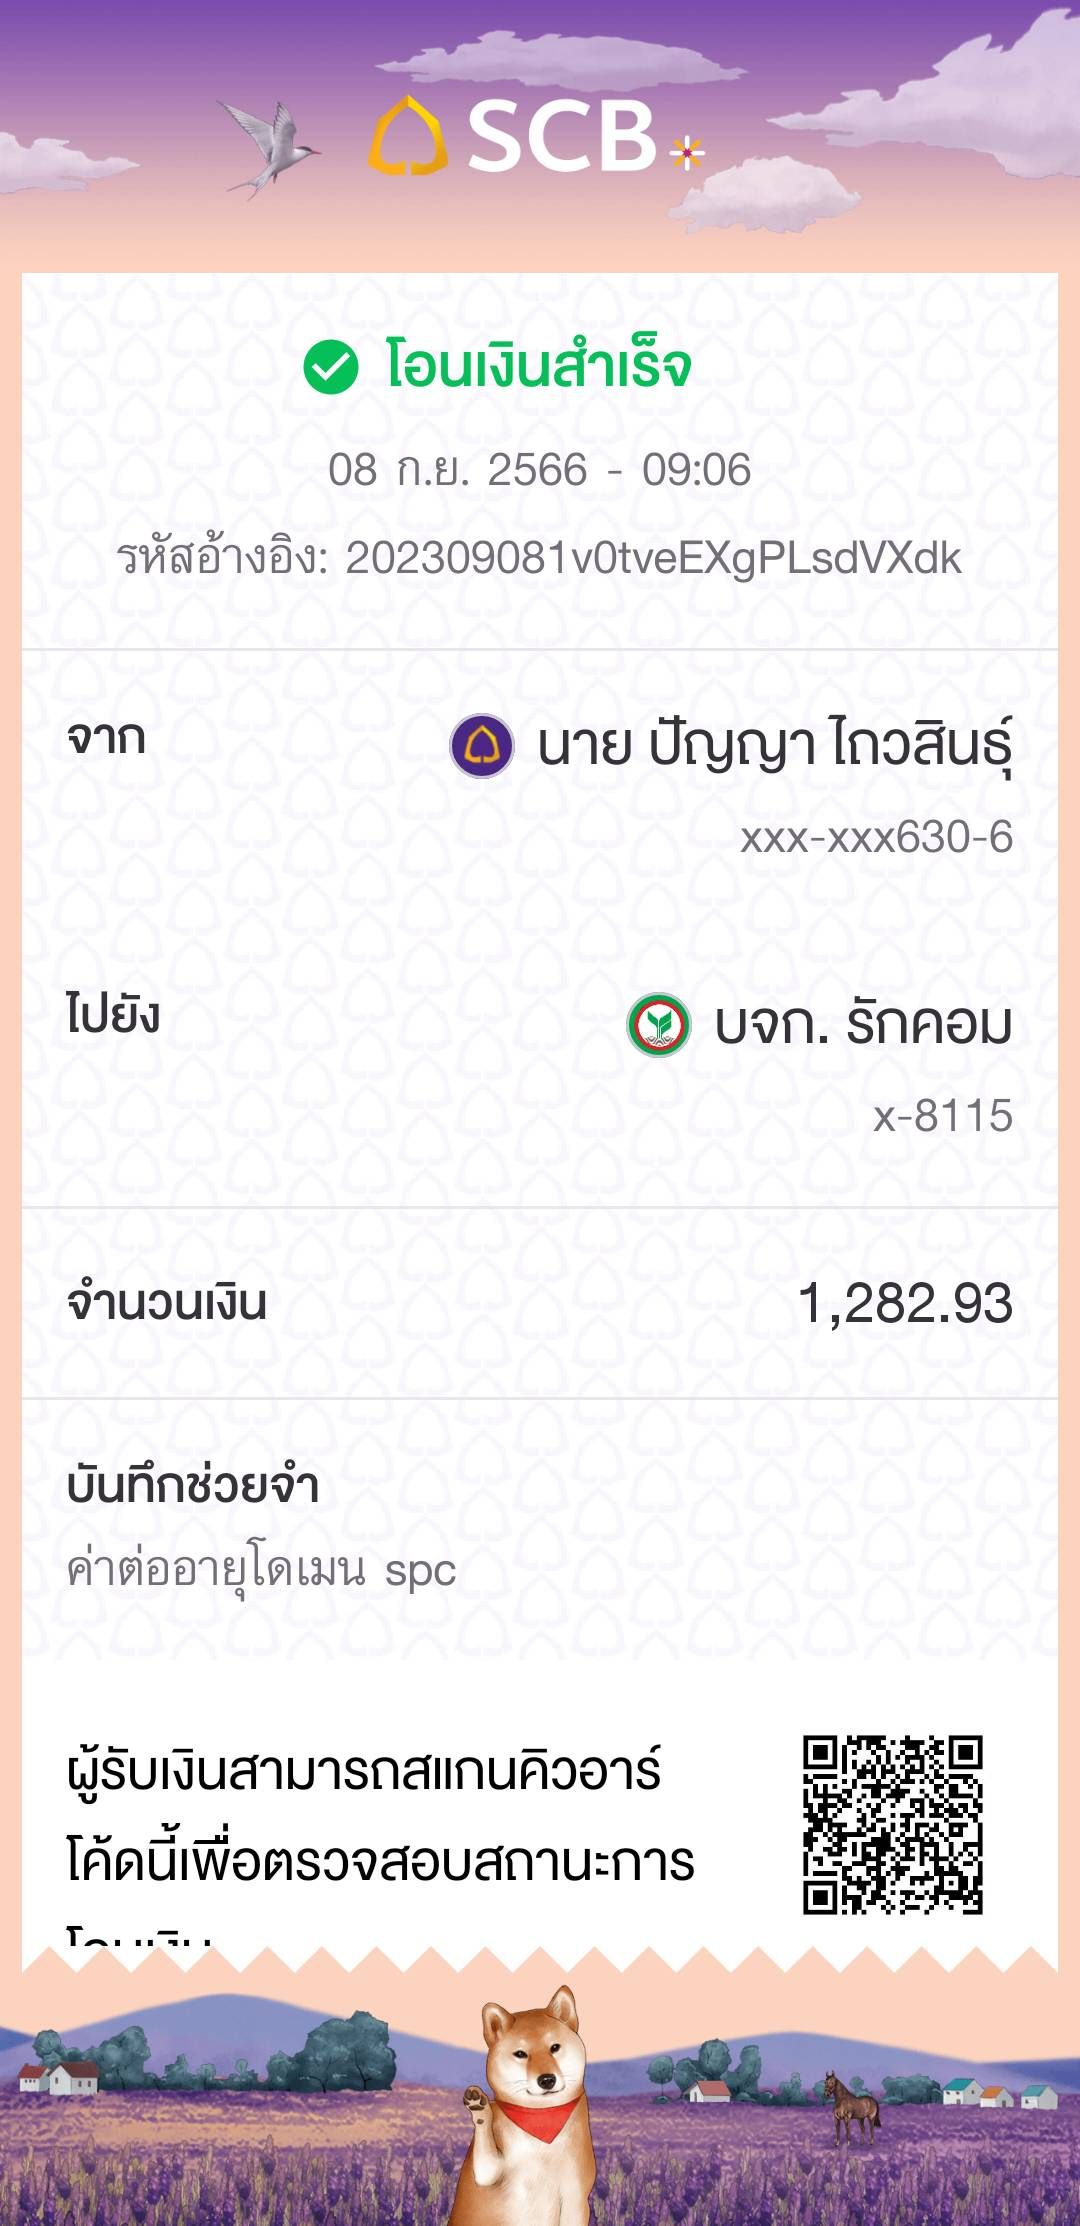 SCB
โอนเงินสำเร็จ
08 ก.ย. 2566 - 09:06
รหัสอ้างอิง: 202309081v0tveEXgPLsdVXdk
จาก
นาย ปัญญา ไถวสินธุ์
xxx-xxx630-6
ไปยัง
บจก. รักคอม
x-8115
จำนวนเงิน
1,282.93
บันทึกช่วยจำ
ค่าต่ออายุโดเมน spc
ผู้รับเงินสามารถสแกนคิวอาร์
โค้ดนี้เพื่อตรวจสอบสถานะการ
โอนเงิน